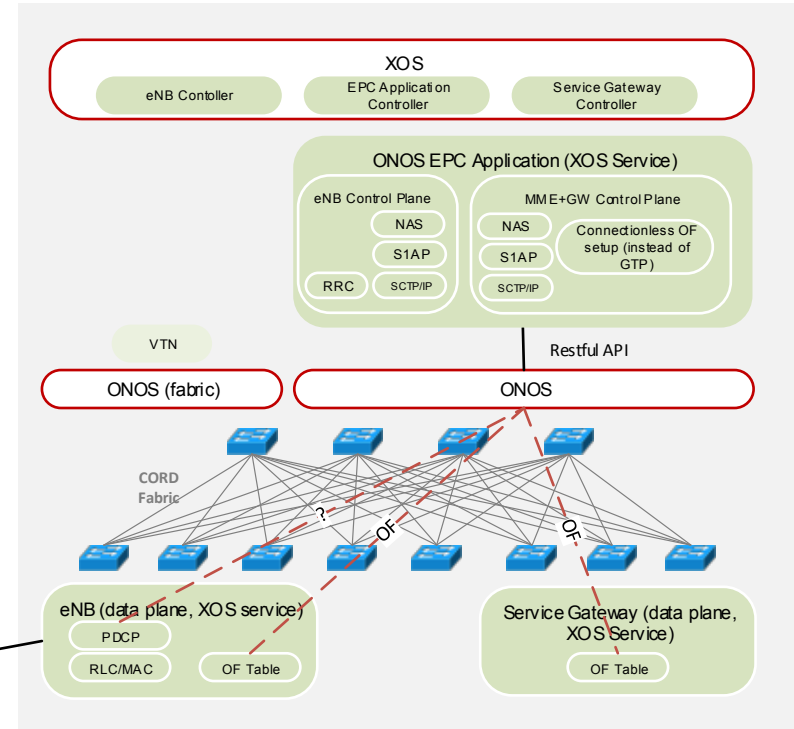 XOS
eNB Contoller
EPC Application
Controller
Service Gateway
Controller
ONOS EPC Application (XOS Service)
eNB Control Plane
NAS
S1AP
RRC
SCTP/IP
MME+GW Control Plane
NAS
S1AP
SCTP/IP
Connectionless OF
setup (instead of
GTP)
VTN
Restful API
ONOS (fabric)
ONOS
CORD
Fabric
?
OF
OF
eNB (data plane, XOS service)
PDCP
RLC/MAC
OF Table
Service Gateway (data plane,
XOS Service)
OF Table